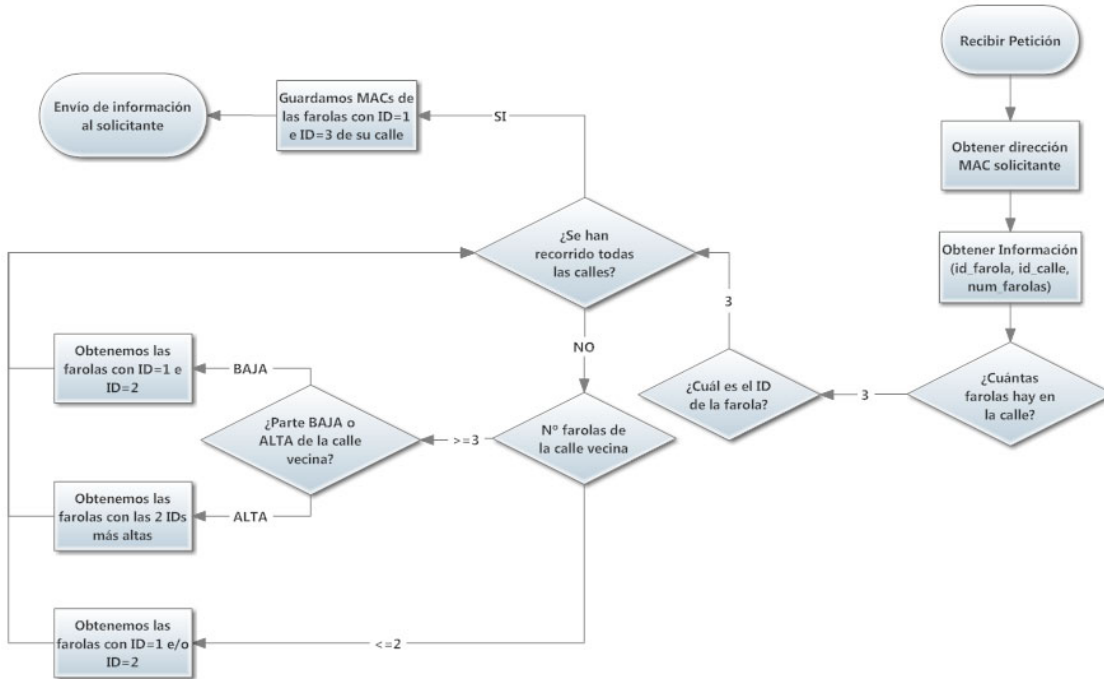 Recibir Petición
Obtener dirección
MAC solicitante
Obtener Información
(id_farola, id_calle,
num_farolas)
¿Cuántas
farolas hay en
la calle?
3
¿Cuál es el ID
de la farola?
3
¿Se han
recorrido todas
las calles?
SI
Guardamos MACs de
las farolas con ID=1
e ID=3 de su calle
Envío de información
al solicitante
NO
Nº farolas de
la calle vecina
>=3
¿Parte BAJA o
ALTA de la calle
vecina?
BAJA
Obtenemos las
farolas con ID=1 e
ID=2
ALTA
Obtenemos las
farolas con las 2 IDs
más altas
<=2
Obtenemos las
farolas con ID=1 e/o
ID=2